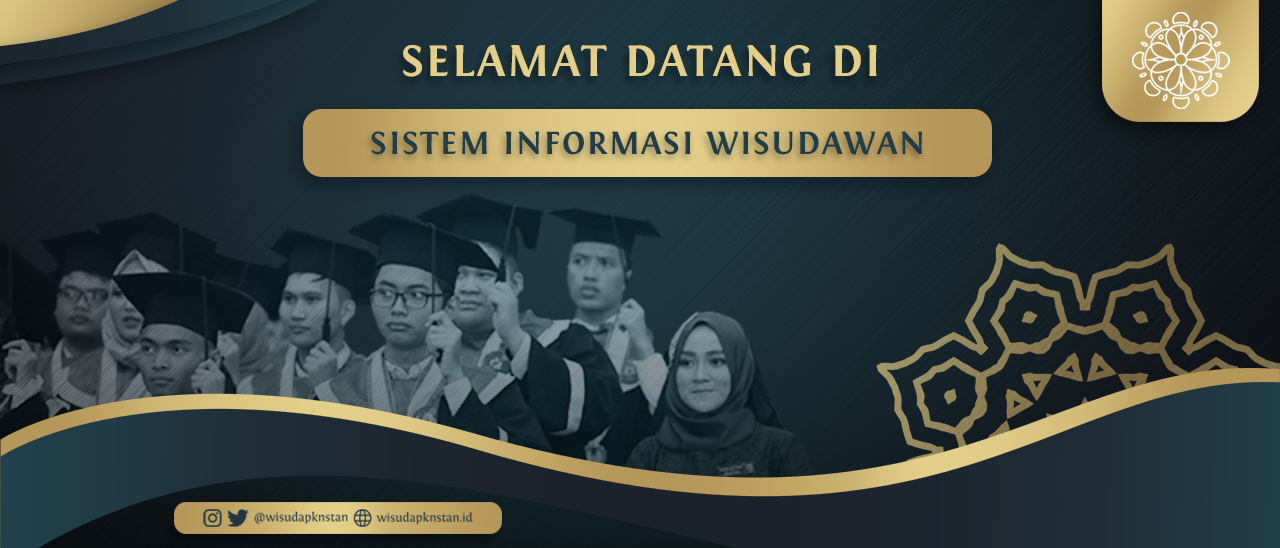 SELAMAT DATANG DI
SISTEM INFORMASI WISUDAWAN
@wisudapknstan wisudapknstan.id